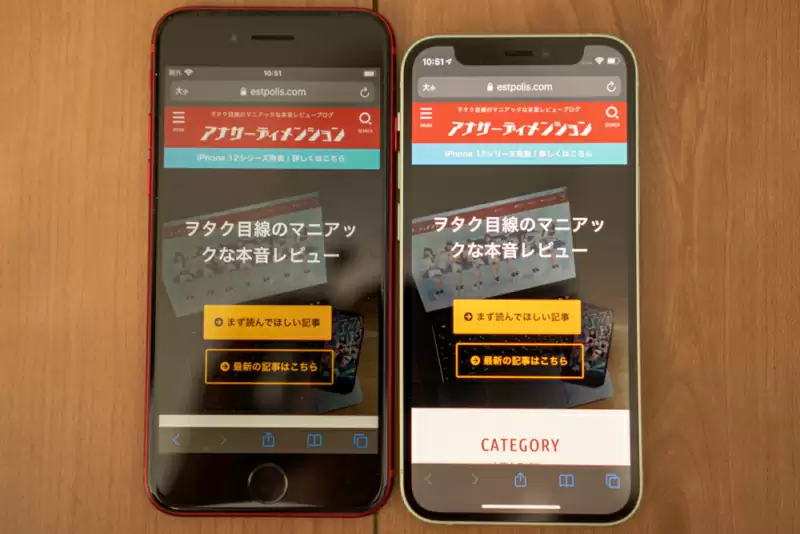 圏外 10:51
大小 estpolis.com
ヲタク目線のマニアックな本音レビューブログ
アナザーディメンション
MENU
SEARCH
iPhone 12シリーズ発表!詳しくはこちら
ヲタク目線のマニアッ
クな本音レビュー
まず読んでほしい記事
最新の記事はこちら
10:51
大小 estpolis.com
ヲタク目線のマニアックな本音レビューブログ
アナザーディメンション
MENU
SEARCH
iPhone 12シリーズ発表!詳しくはこちら
ヲタク目線のマニアッ
クな本音レビュー
まず読んでほしい記事
最新の記事はこちら
CATEGORY